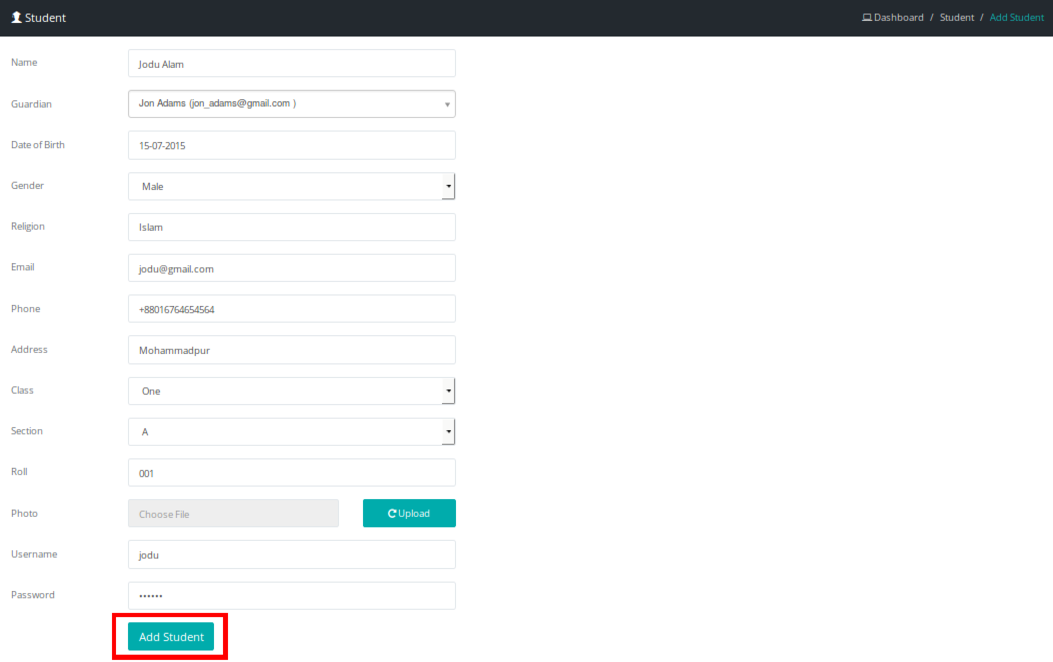 Student
Dashboard / Student / Add Student
Name Jodu Alam
Guardian Jon Adams (jon_adams@gmail.com )
Date of Birth 15-07-2015
Gender Male
Religion Islam
Email jodu@gmail.com
Phone +88016764654564
Address Mohammadpur
Class One
Section A
Roll 001
Photo Choose File Upload
Username jodu
Password ••••••
Add Student